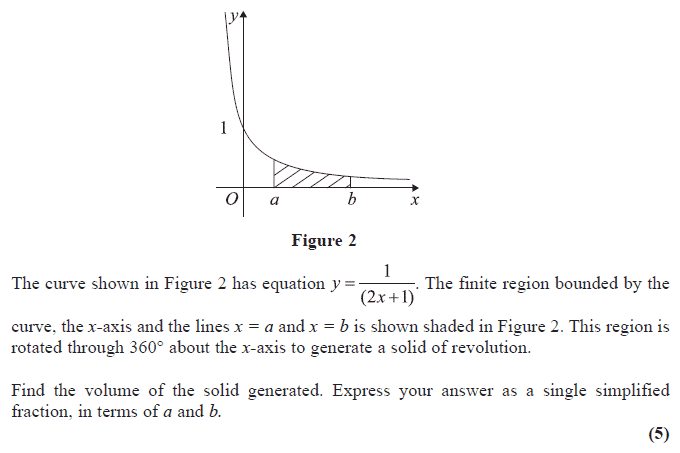 y
1
O a b x
Figure 2
The curve shown in Figure 2 has equation y = 1/(2x+1). The finite region bounded by the
curve, the x-axis and the lines x = a and x = b is shown shaded in Figure 2. This region is
rotated through 360° about the x-axis to generate a solid of revolution.
Find the volume of the solid generated. Express your answer as a single simplified
fraction, in terms of a and b.
(5)